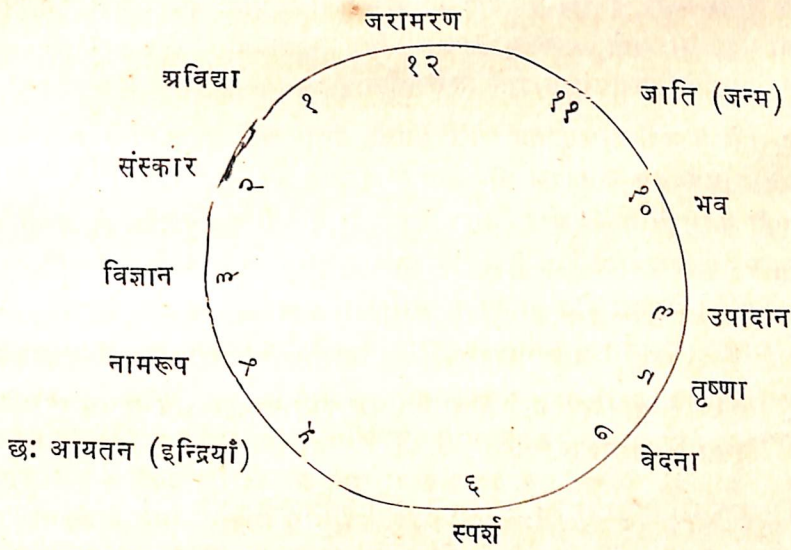 जरामरण
१२
अविद्या
१
११
जाति (जन्म)
संस्कार
२
१०
भव
विज्ञान
३
९
उपादान
नामरूप
४
८
तृष्णा
छ: आयतन (इन्द्रियाँ)
५
७
वेदना
६
स्पर्श